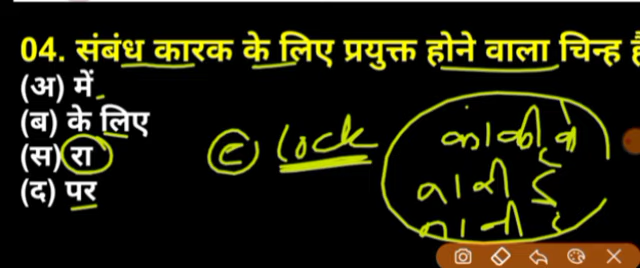 04. संबंध कारक के लिए प्रयुक्त होने वाला चिन्ह
(अ) में
(ब) के लिए
(स) रा
(द) पर
C Lock
का की के